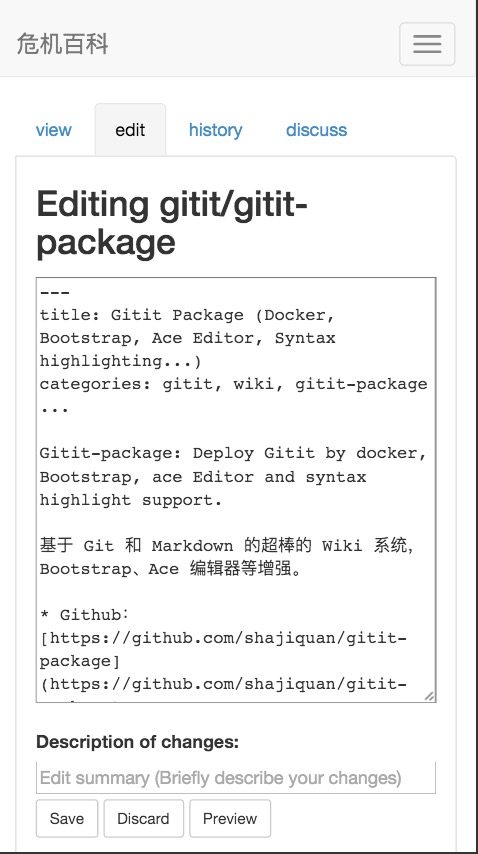 危机百科
view edit history discuss
Editing gitit/gitit-
package
---
title: Gitit Package (Docker,
Bootstrap, Ace Editor, Syntax
highlighting...)
categories: gitit, wiki, gitit-package
...
Gitit-package: Deploy Gitit by docker,
Bootstrap, ace Editor and syntax
highlight support.
基于 Git 和 Markdown 的超棒的 Wiki 系统,
Bootstrap、Ace 编辑器等增强。
* Github:
[https://github.com/shajiquan/gitit-
package]
(https://github.com/shajiquan/gitit-
Description of changes:
Edit summary (Briefly describe your changes)
Save Discard Preview